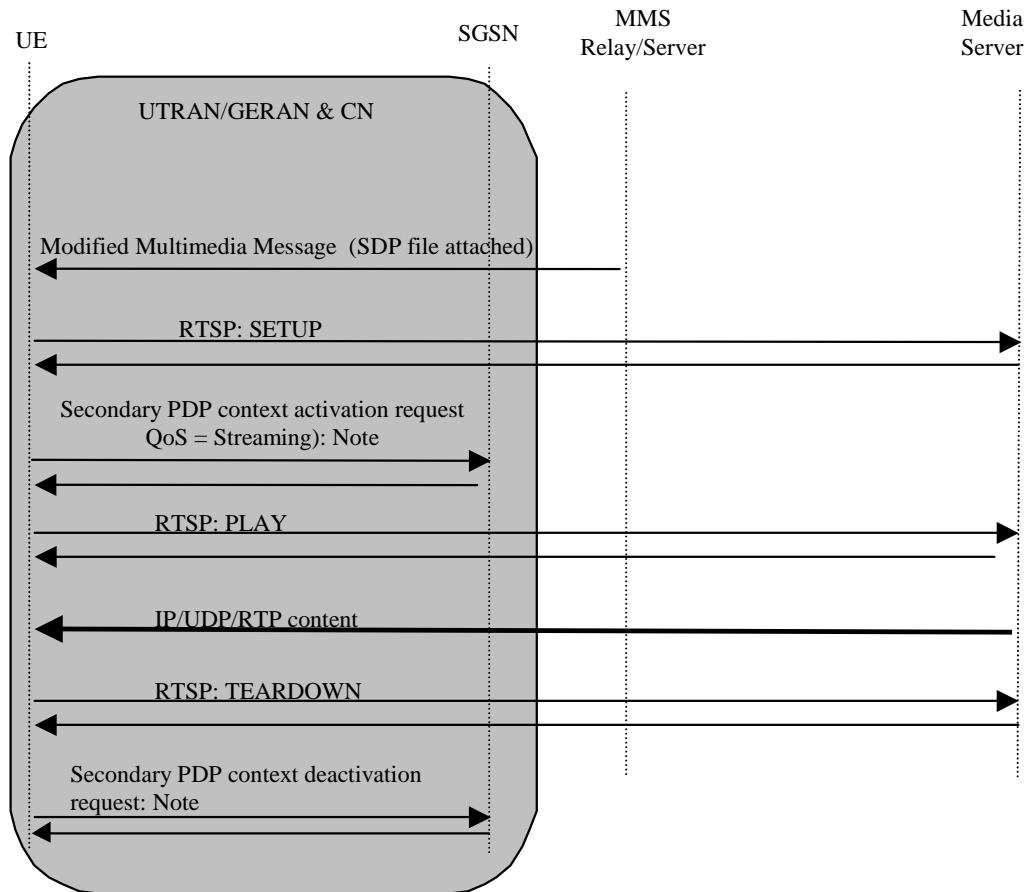 UE
SGSN
MMS
Relay/Server
Media
Server
UTRAN/GERAN & CN
Modified Multimedia Message  (SDP file attached)
RTSP: SETUP
Secondary PDP context activation request
QoS = Streaming): Note
RTSP: PLAY
IP/UDP/RTP content
RTSP: TEARDOWN
Secondary PDP context deactivation
request: Note